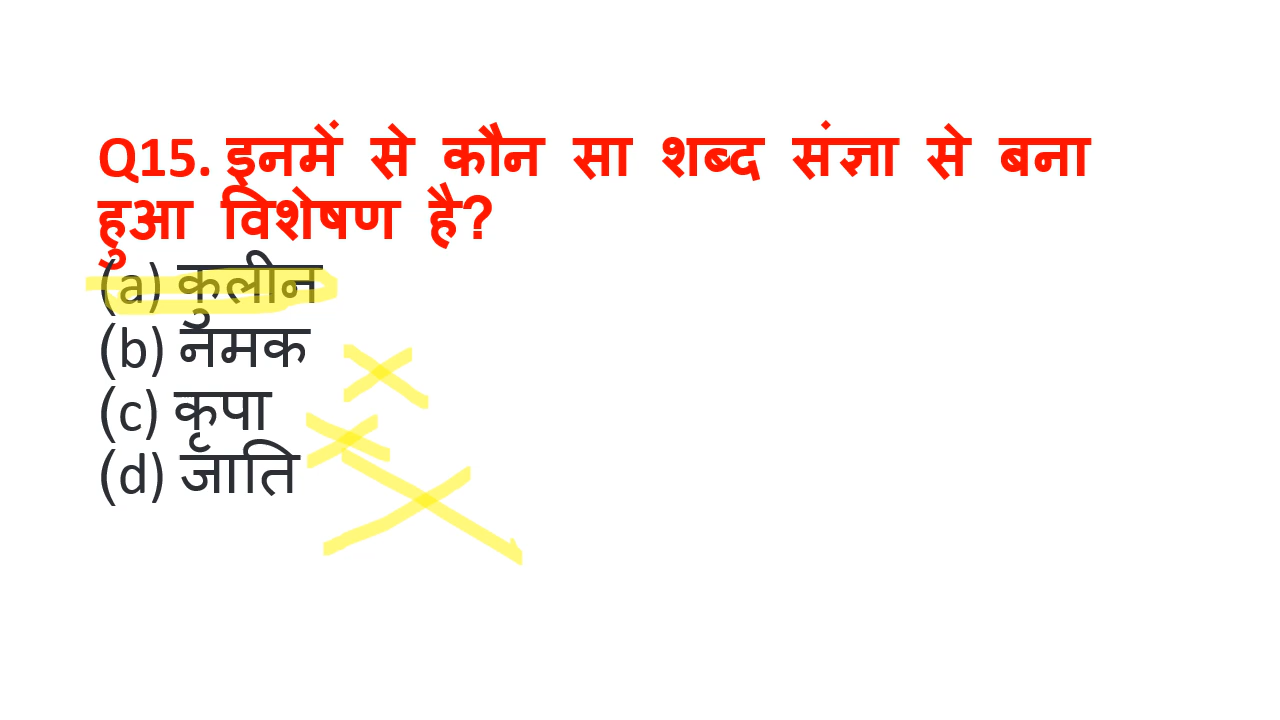 Q15. इनमें से कौन सा शब्द संज्ञा से बना
हुआ विशेषण है?
(a) कुलीन
(b) नमक
(c) कृपा
(d) जाति